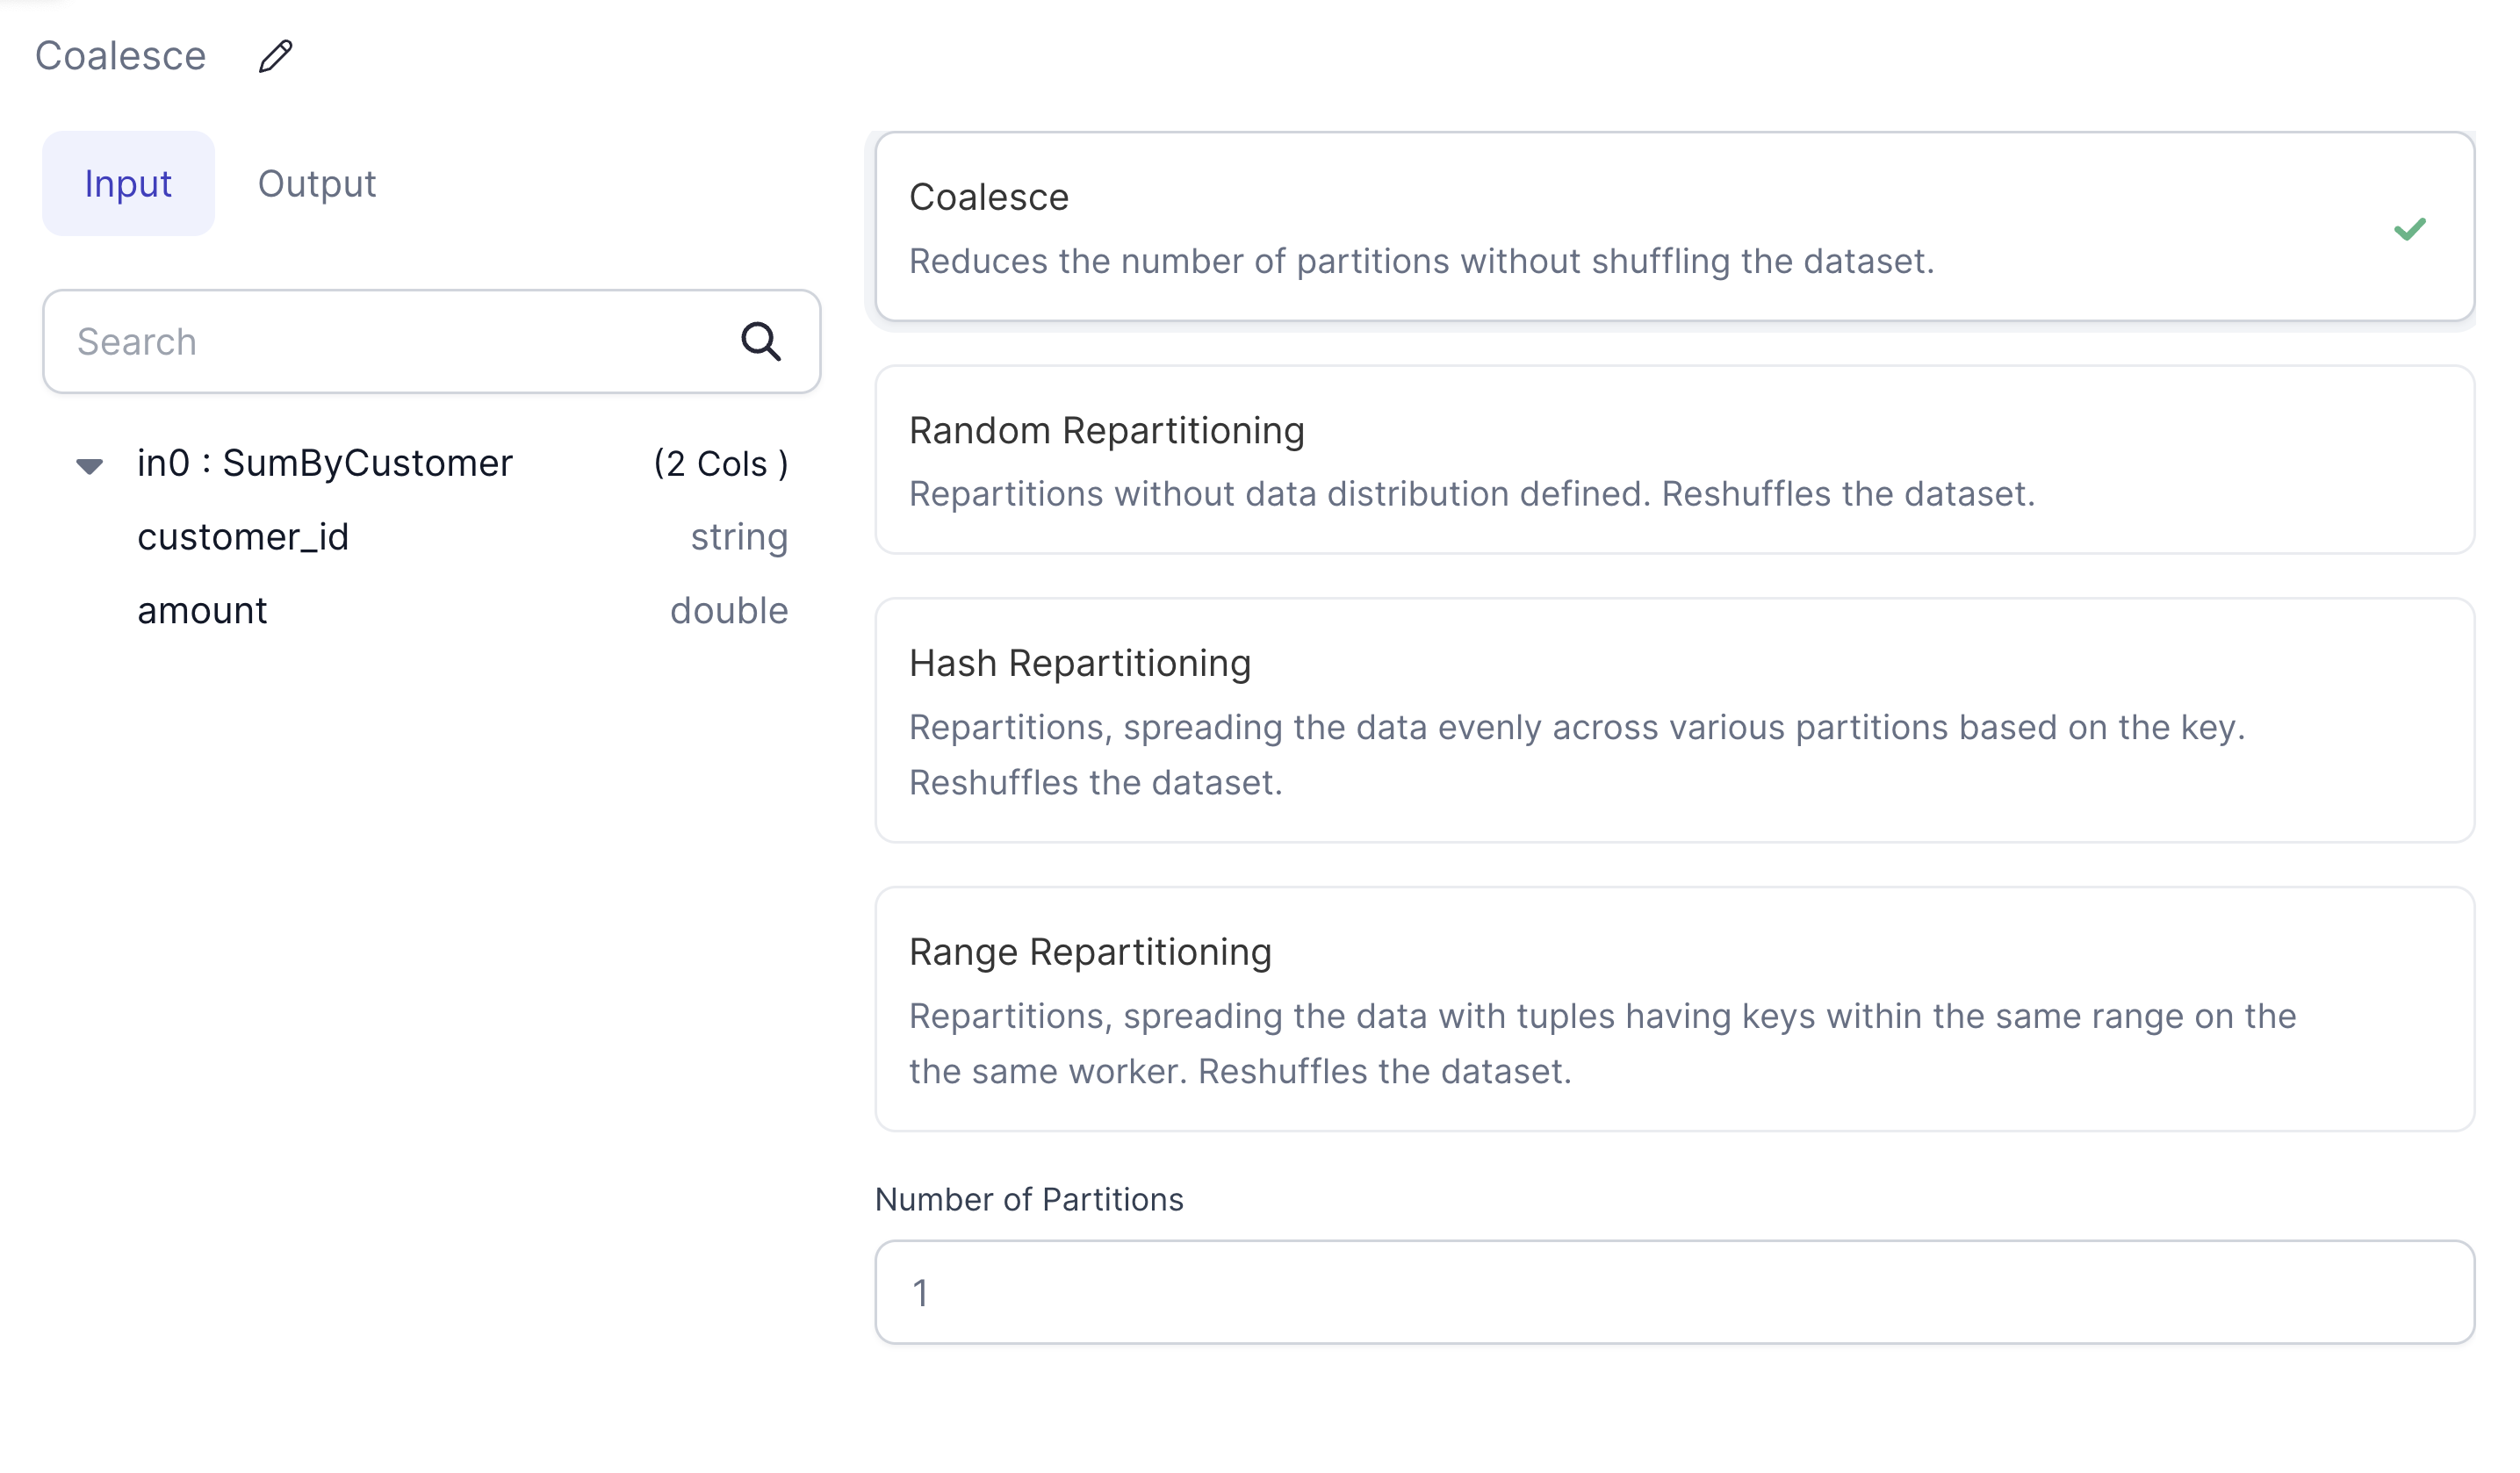 Coalesce
Input
Output
Search
in0 : SumByCustomer (2 Cols )
customer_id string
amount double
Coalesce
Reduces the number of partitions without shuffling the dataset.
Random Repartitioning
Repartitions without data distribution defined. Reshuffles the dataset.
Hash Repartitioning
Repartitions, spreading the data evenly across various partitions based on the key.
Reshuffles the dataset.
Range Repartitioning
Repartitions, spreading the data with tuples having keys within the same range on the
the same worker. Reshuffles the dataset.
Number of Partitions
1